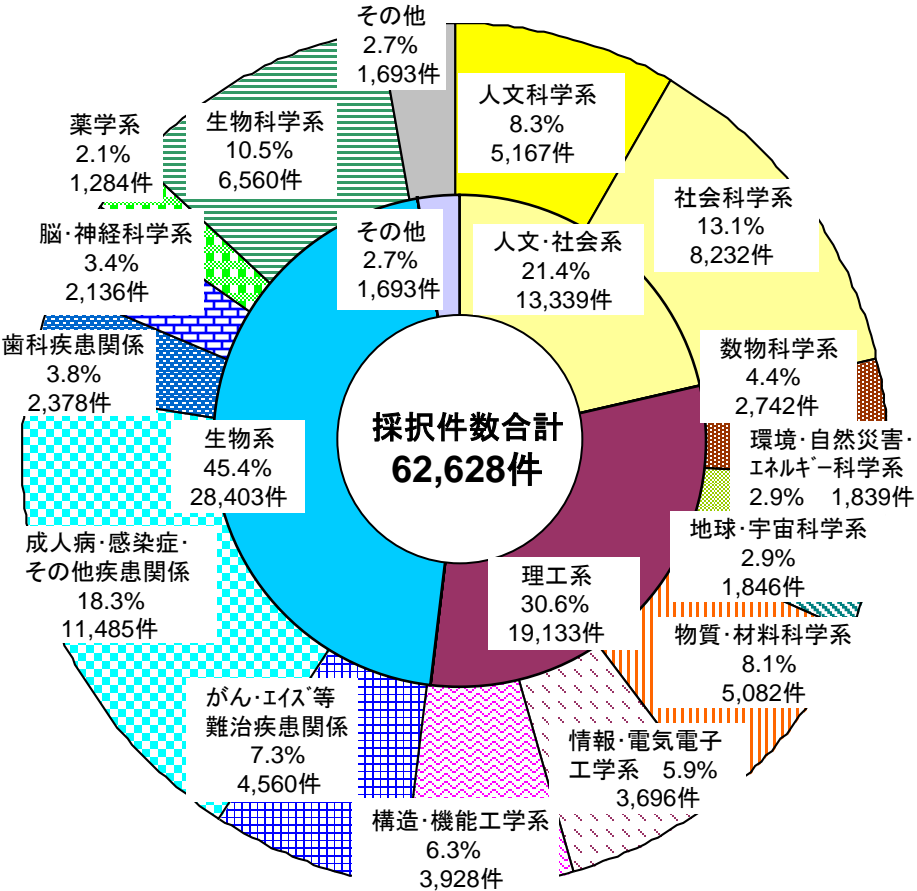 その他
2.7%
1,693件
人文科学系
8.3%
5,167件
社会科学系
13.1%
8,232件
数物科学系
4.4%
2,742件
環境・自然災害・
エネルギー科学系
2.9% 1,839件
地球・宇宙科学系
2.9%
1,846件
物質・材料科学系
8.1%
5,082件
情報・電気電子
工学系 5.9%
3,696件
構造・機能工学系
6.3%
3,928件
がん・エイズ等
難治疾患関係
7.3%
4,560件
成人病・感染症・
その他疾患関係
18.3%
11,485件
歯科疾患関係
3.8%
2,378件
脳・神経科学系
3.4%
2,136件
薬学系
2.1%
1,284件
生物科学系
10.5%
6,560件
その他
2.7%
1,693件
人文・社会系
21.4%
13,339件
理工系
30.6%
19,133件
生物系
45.4%
28,403件
採択件数合計
62,628件